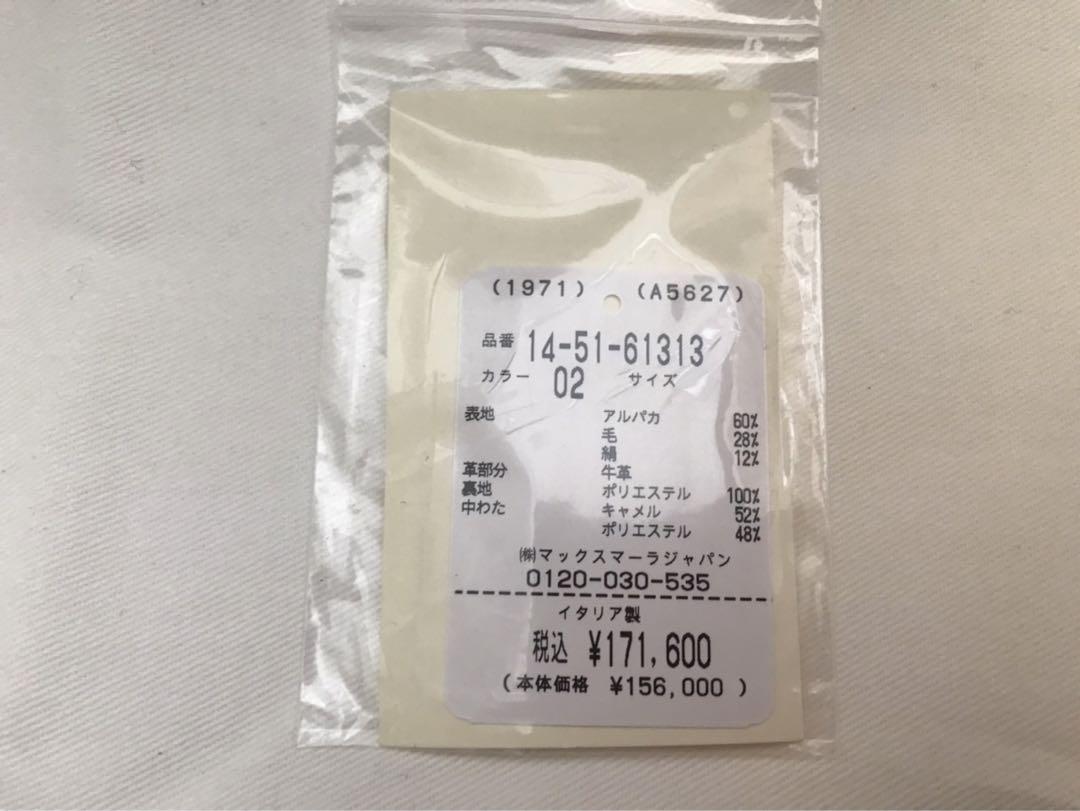 (1971) (A5627)
品番 14-51-61313
カラー 02 サイズ
表地 アルパカ 60%
毛 28%
絹 12%
革部分 牛革
裏地 ポリエステル 100%
中わた キャメル 52%
ポリエステル 48%
㈱マックスマーラジャパン
0120-030-535
イタリア製
税込 ¥171,600
(本体価格 ¥156,000 )